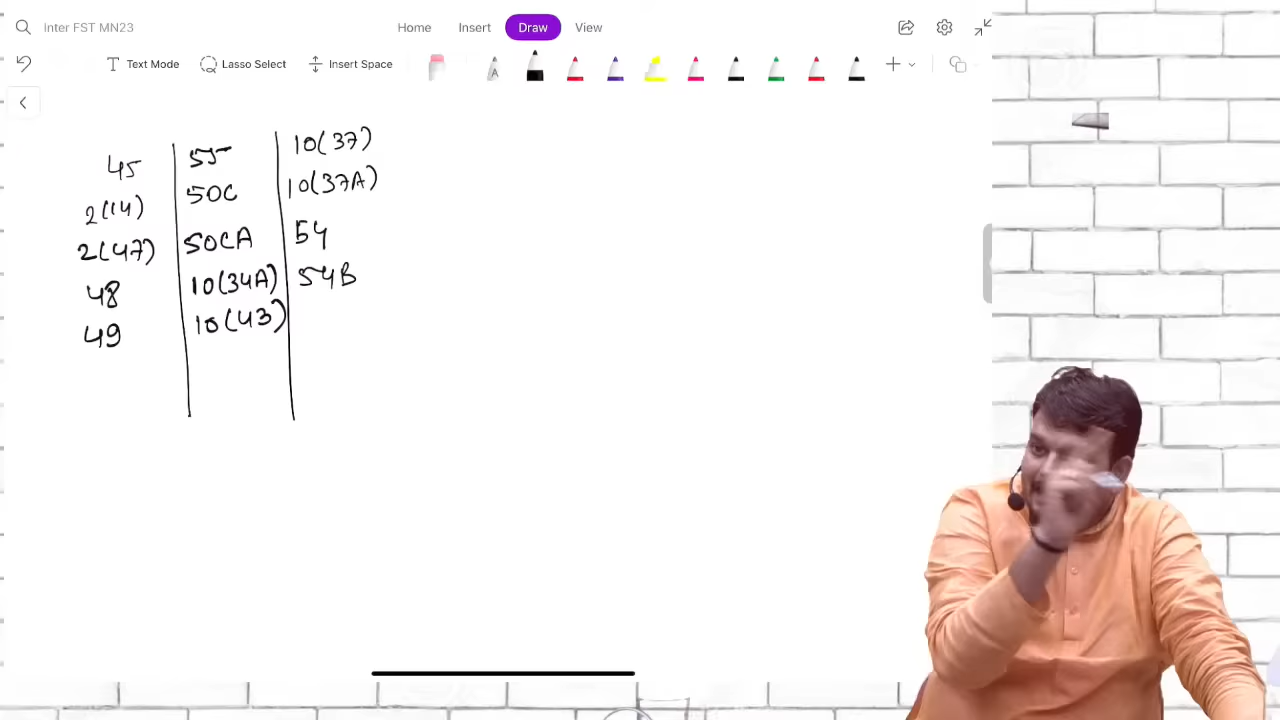 inter FST MN23
Home Insert Draw View
Text Mode Lasso Select Insert Space
A
45 55 10(37)
2(14) 50C 10(37A)
2(47) 50CA 54
48 10(34A) 54B
49 10(43)